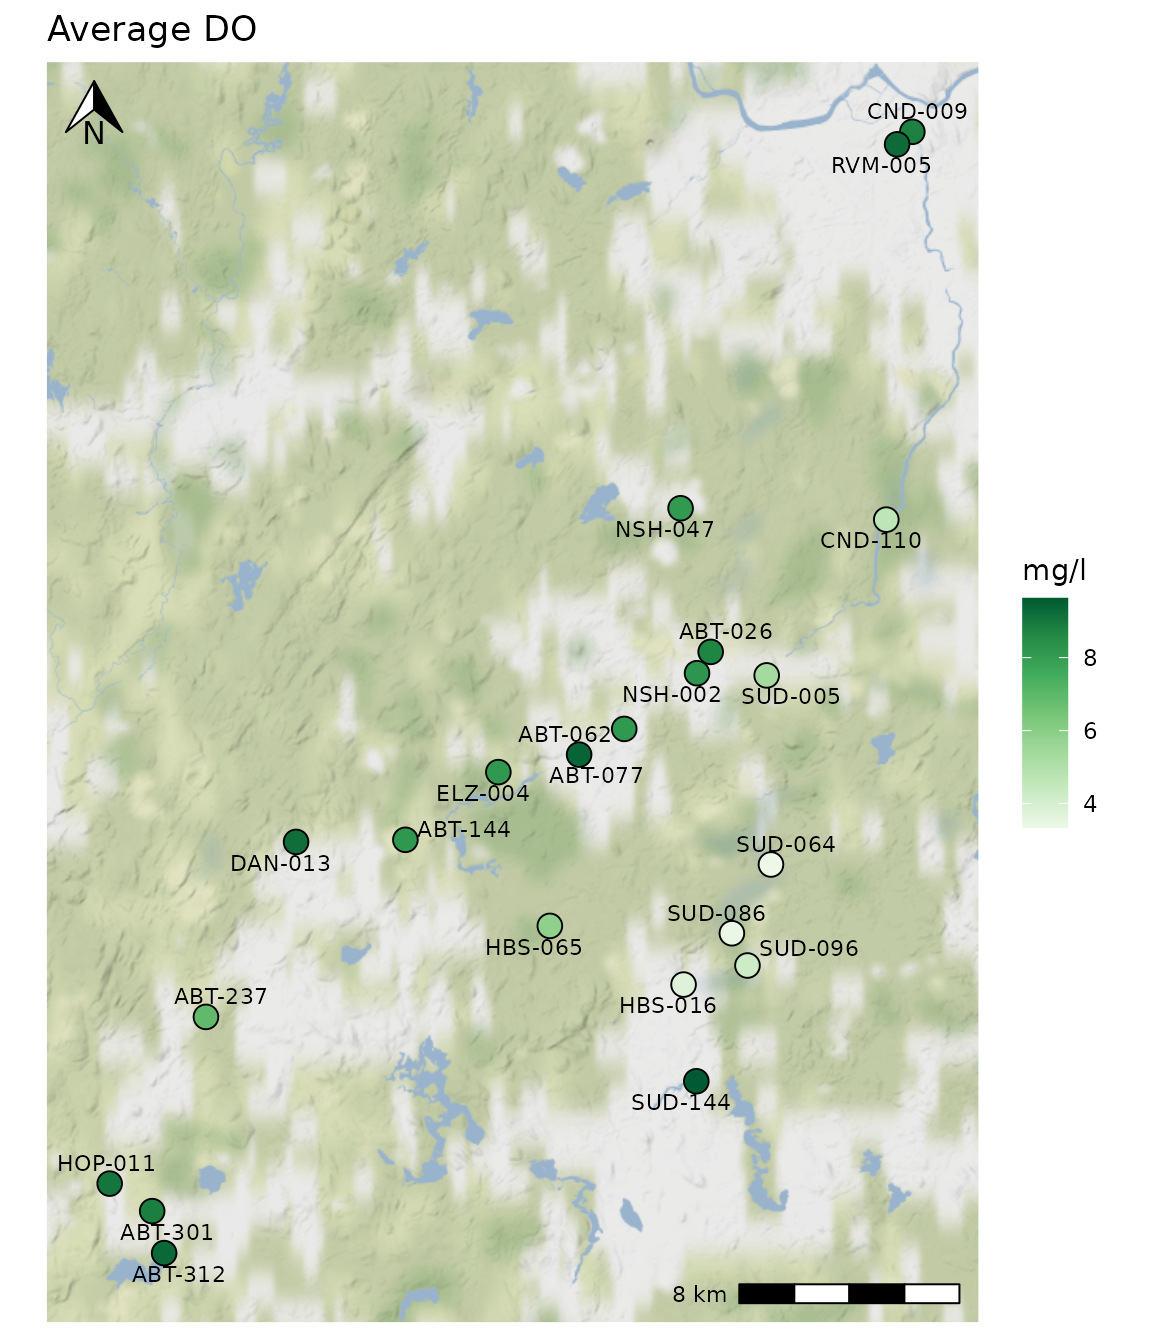 Average DO
N
CND-009
RVM-005
NSH-047
CND-110
mg/l
8
6
4
ABT-026
NSH-002
SUD-005
ABT-062
ABT-077
ELZ-004
ABT-144
DAN-013
SUD-064
SUD-086
HBS-065
SUD-096
ABT-237
HBS-016
SUD-144
HOP-011
ABT-301
ABT-312
8 km